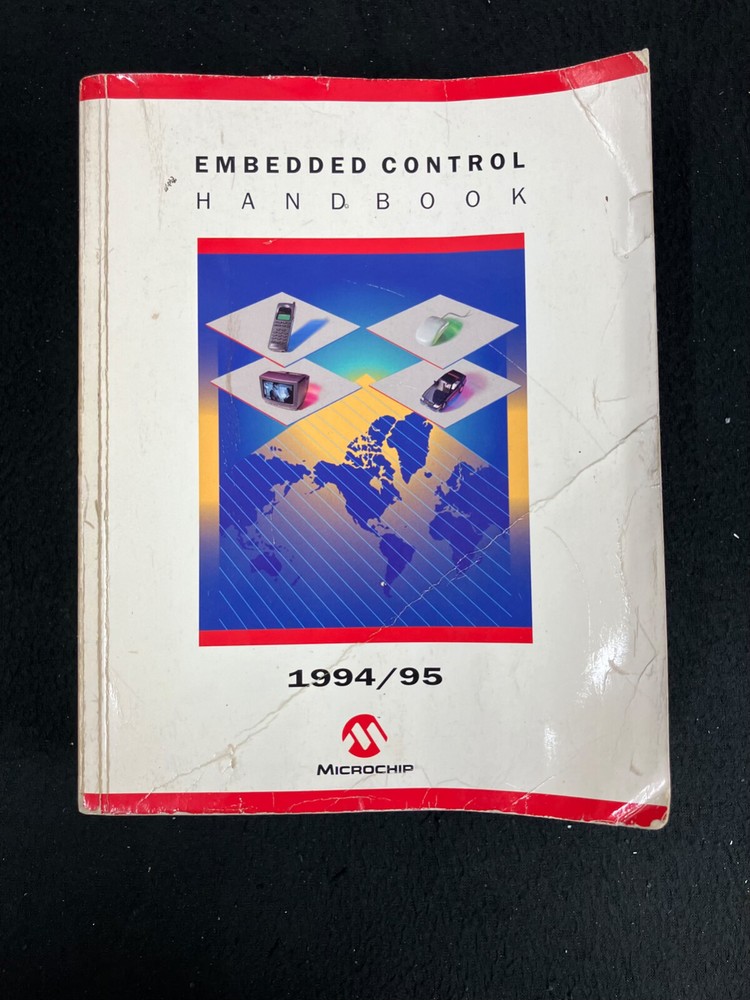 EMBEDDED CONTROL
HANDBOOK
1994/95
MICROCHIP